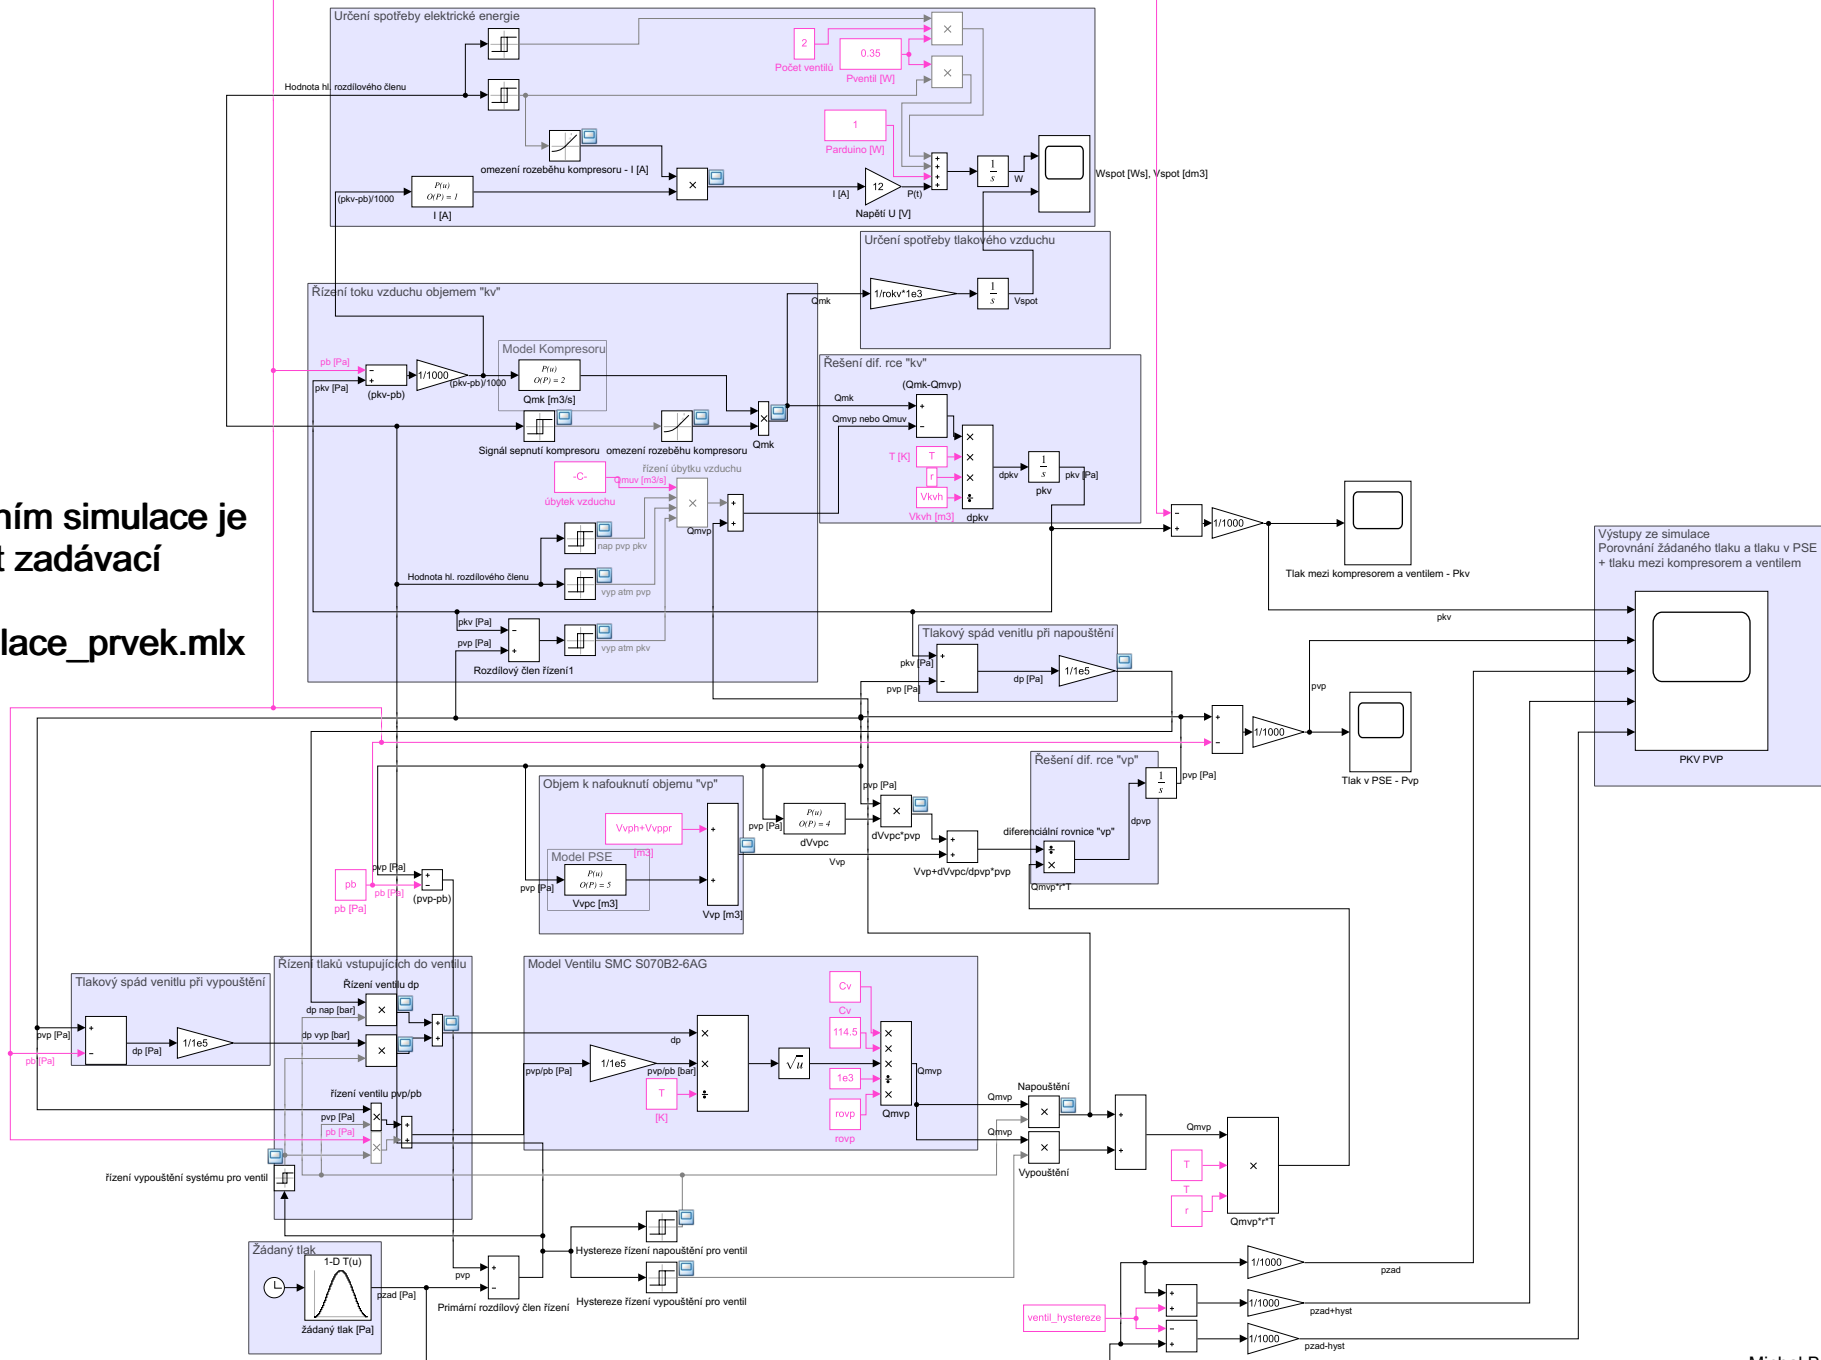 Určení spotřeby elektrické energie
2
Počet ventilů
0.35
Pventil [W]
Hodnota hl. rozdílového členu
1
Parduino [W]
omezení rozeběhu kompresoru - I [A]
P(u)
O(P) = 1
I [A]
(pkv-pb)/1000
I [A]
12
Napětí U [V]
P(t)
1
s
W
Wspot [Ws], Vspot [dm3]
Určení spotřeby tlakového vzduchu
1/rokv*1e3
1
s
Vspot
Qmk
Řízení toku vzduchu objemem "kv"
pb [Pa]
pkv [Pa]
(pkv-pb)
1/1000
(pkv-pb)/1000
Model Kompresoru
P(u)
O(P) = 2
Qmk [m3/s]
Signál sepnutí kompresoru
omezení rozeběhu kompresoru
Qmk
řízení úbytku vzduchu
-C-
Qmuv [m3/s]
úbytek vzduchu
Qmvp
nap pvp pkv
Hodnota hl. rozdílového členu
vyp atm pvp
pkv [Pa]
pvp [Pa]
vyp atm pkv
Rozdílový člen řízení1
Řešení dif. rce "kv"
(Qmk-Qmvp)
Qmk
Qmvp nebo Qmuv
T [K]
T
r
Vkvh
Vkvh [m3]
dpkv
dpkv
1
s
pkv
pkv [Pa]
ním simulace je
t zadávací
lace_prvek.mlx
1/1000
Tlak mezi kompresorem a ventilem - Pkv
Výstupy ze simulace
Porovnání žádaného tlaku a tlaku v PSE
+ tlaku mezi kompresorem a ventilem
pkv
pvp
PKV PVP
Tlakový spád venitlu při napouštění
pkv [Pa]
pvp [Pa]
dp [Pa]
1/1e5
1/1000
Tlak v PSE - Pvp
Řešení dif. rce "vp"
1
s
pvp [Pa]
dpvp
diferenciální rovnice "vp"
Qmvp*r*T
Objem k nafouknutí objemu "vp"
Vvph+Vvppr
[m3]
Model PSE
P(u)
O(P) = 5
Vvpc [m3]
pvp [Pa]
Vvp [m3]
pvp [Pa]
P(u)
O(P) = 4
dVvpc
pvp [Pa]
dVvpc*pvp
Vvp
Vvp+dVvpc/dpvp*pvp
pvp [Pa]
pb
pb [Pa]
pb [Pa]
(pvp-pb)
Tlakový spád venitlu při vypouštění
pvp [Pa]
pb [Pa]
dp [Pa]
1/1e5
Řízení tlaků vstupujících do ventilu
Řízení ventilu dp
dp nap [bar]
dp vyp [bar]
řízení ventilu pvp/pb
pvp [Pa]
pb [Pa]
řízení vypouštění systému pro ventil
Model Ventilu SMC S070B2-6AG
dp
pvp/pb [Pa]
1/1e5
pvp/pb [bar]
T
[K]
√u
Cv
Cv
114.5
1e3
rovp
rovp
Qmvp
Qmvp
Qmvp
Qmvp
Napouštění
Vypouštění
Qmvp
T
T
r
Qmvp*r*T
Žádaný tlak
1-D T(u)
žádaný tlak [Pa]
pzad [Pa]
pvp
Primární rozdílový člen řízení
Hystereze řízení napouštění pro ventil
Hystereze řízení vypouštění pro ventil
ventil_hystereze
1/1000
pzad
1/1000
pzad+hyst
1/1000
pzad-hyst